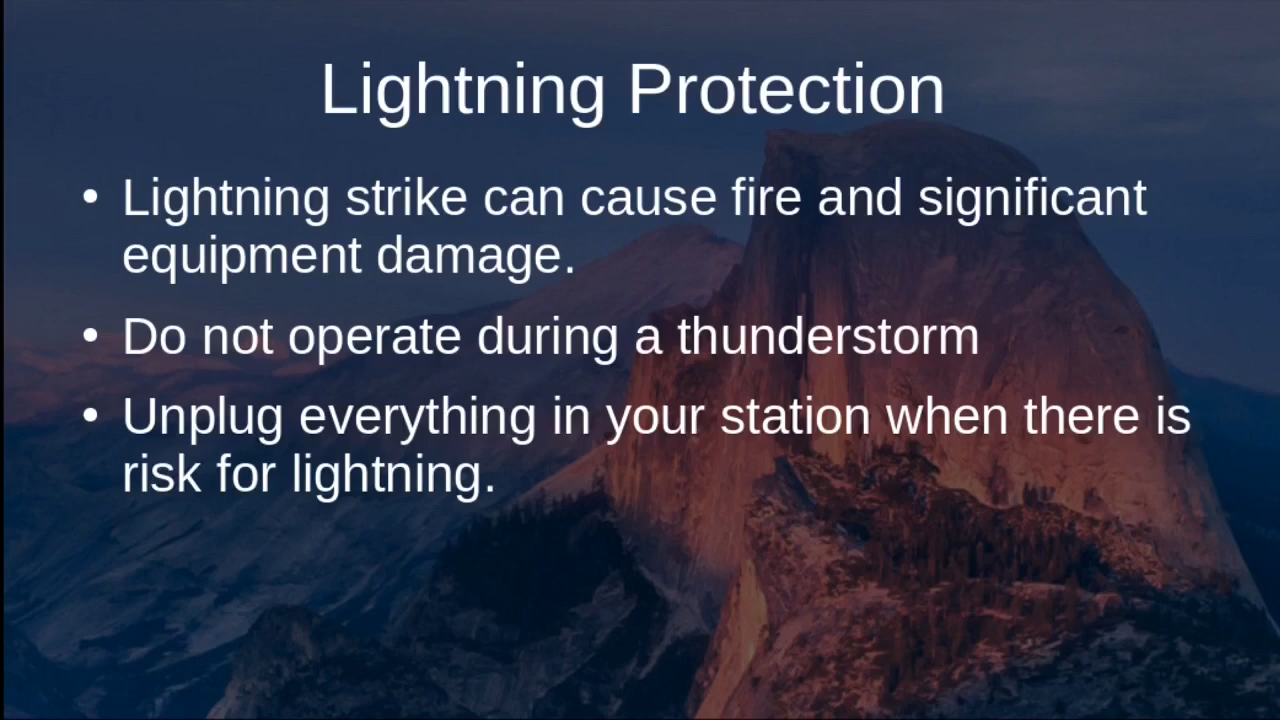 Lightning Protection
• Lightning strike can cause fire and significant
equipment damage.
• Do not operate during a thunderstorm
• Unplug everything in your station when there is
risk for lightning.